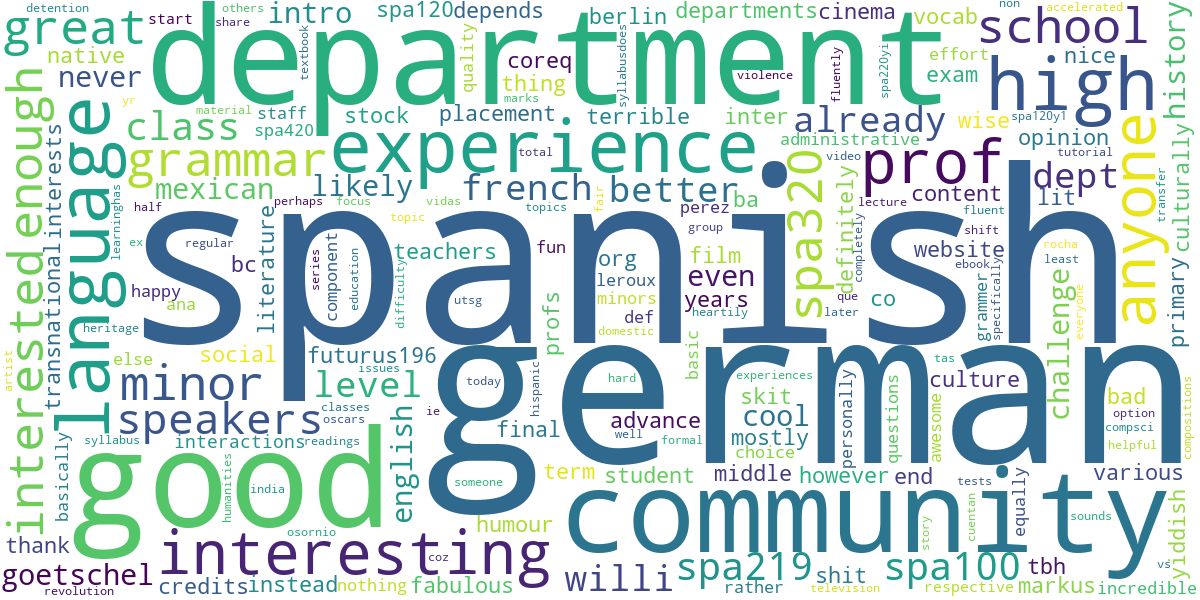 detention
others
start
share
great
department
intro
spa120
depends
berlin
departments
cinema
vocab
non
accelerated
school
history
native
never
textbook
quality
coreq
thing
syllabusdoes
violence
fluently
spa220yi
effort
exam
nice
high
yr
material
marks
class
staff
spa420
stock
placement
terrible
inter
already
administrative
wise
spa120y1
opinion
tutorial
grammar
experience
total
video
prof
dept
culturally
transfer
mexican
likely
french
better
ba
spa320
definitely
lecture
content
lit
anyone
interested enough
transnational
interests
language
learninghas
half
perhaps
focus
vidas
topic
topics
fair
perez
group
completely
fluent
shift
rocha
primary
ex
regular
literature
series
component
education
teachers
difficulty
fun
org
film
website
ebook
least
specifically
grammer
everyone
spanish
bc
happy
ana
utsg
profs
leroux
minors
def
even
years
heartily
que
later
co
challenge
heritage
domestic
artist
else
social
futurus196
issues
basic
german
minor
level
today
hispanic
hard
experiences
tas
culture
speakers
classes
oscars
english
ie
well
formal
advance
skit
cool
mostly
choice
personally
questions
awesome
option
compsci
bad
helpful
compositions
basically
syllabus
interactions
readings
final
good
humanities
india
someone
term
student
middle
however
end
tests
equally
various
community
osornio
humour
story
cuentan
sounds
yiddish
thank
interesting
coz
goetschel
revolution
credits
instead
nothing
fabulous
willi
spa219
rather
shit
television
spa100
respective
tbh
markus
vs
incredible